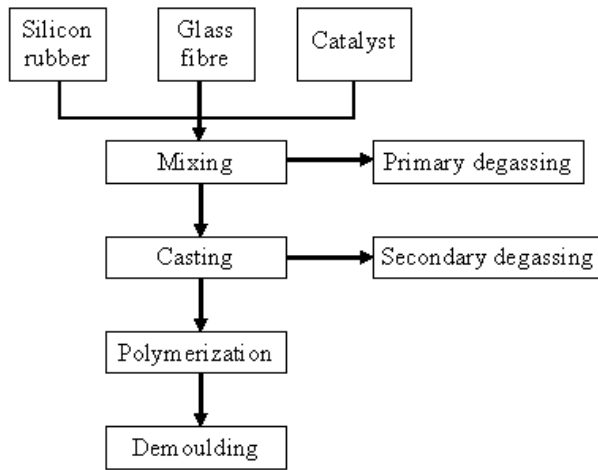 Silicon
rubber
Glass
fibre
Catalyst
Mixing
Primary degassing
Casting
Secondary degassing
Polymerization
Demoulding